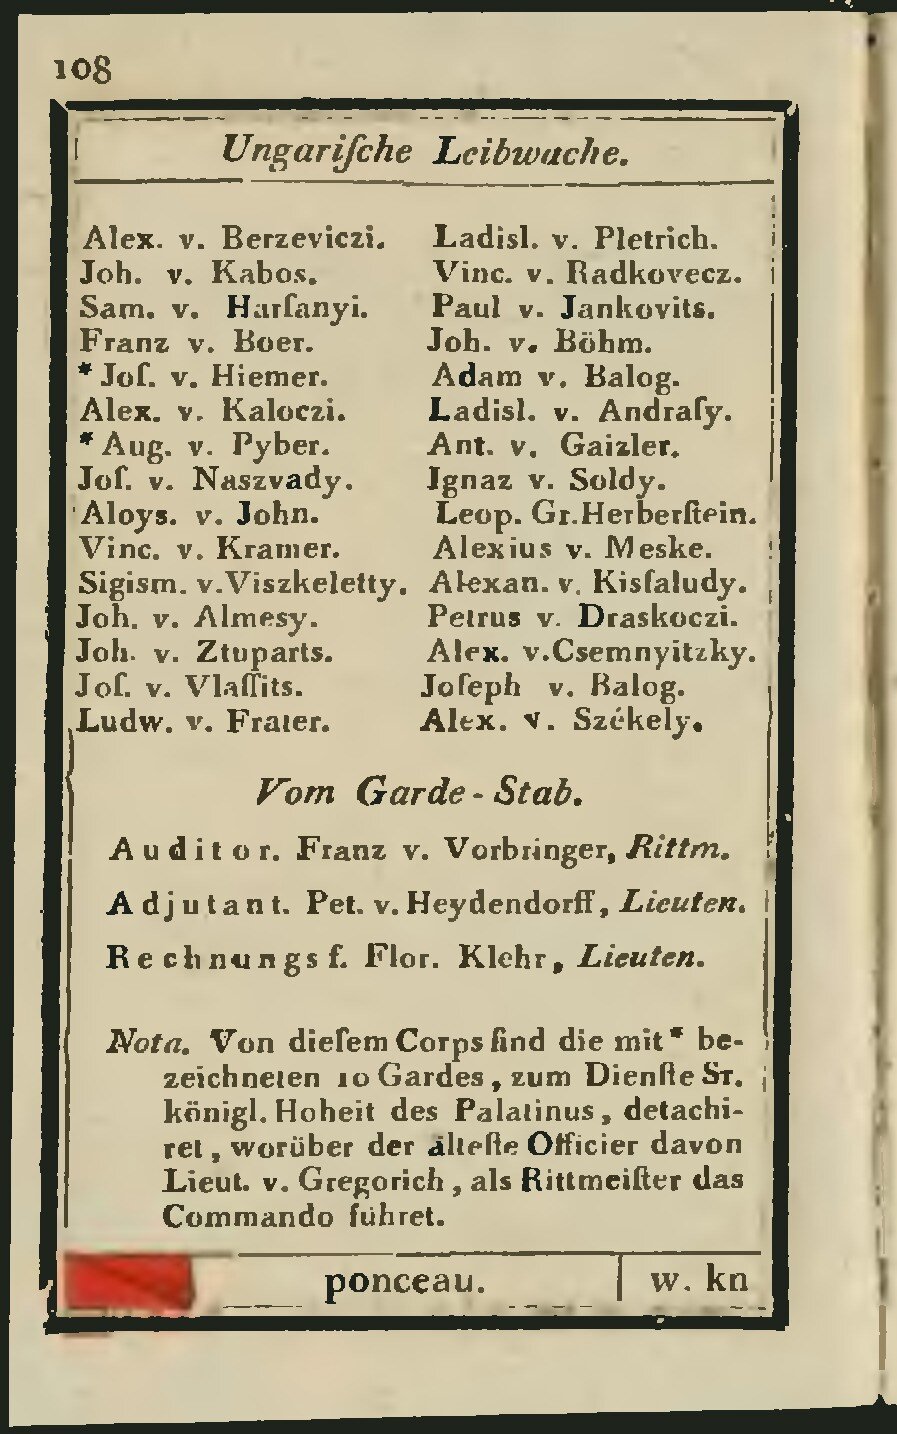 108
Ungariſche Leibwache.
Alex. v. Berzeviczi.
Joh. v. Kabos.
Sam. v. Harſanyi.
Franz v. Boer.
*Joſ. v. Hiemer.
Alex. v. Kaloczi.
*Aug. v. Pyber.
Joſ. v. Naszvady.
Aloys. v. John.
Vinc. v. Kramer.
Sigism. v.Viszkeletty.
Joh. v. Almesy.
Joh. v. Ztuparts.
Joſ. v. Vlaſſits.
Ludw. v. Frater.
Ladisl. v. Pletrich.
Vinc. v. Radkovecz.
Paul v. Jankovits.
Joh. v. Böhm.
Adam v. Balog.
Ladisl. v. Andraſy.
Ant. v. Gaizler.
Ignaz v. Soldy.
Leop. Gr.Herberſtein.
Alexius v. Meske.
Alexan. v. Kisfaludy.
Petrus v. Draskoczi.
Alex. v.Csemnyitzky.
Joſeph v. Balog.
Alex. v. Székely.
Vom Garde-Stab.
Auditor. Franz v. Vorbringer, Rittm.
Adjutant. Pet. v. Heydendorff, Lieuten.
Rechnungsf. Flor. Klehr, Lieuten.
Nota. Von dieſem Corps ſind die mit* be-
zeichneten 10 Gardes, zum Dienſte Sr.
königl. Hoheit des Palatinus, detachi-
ret, worüber der älteſte Officier davon
Lieut. v. Gregorich, als Rittmeiſter das
Commando führet.
ponceau.
w. kn